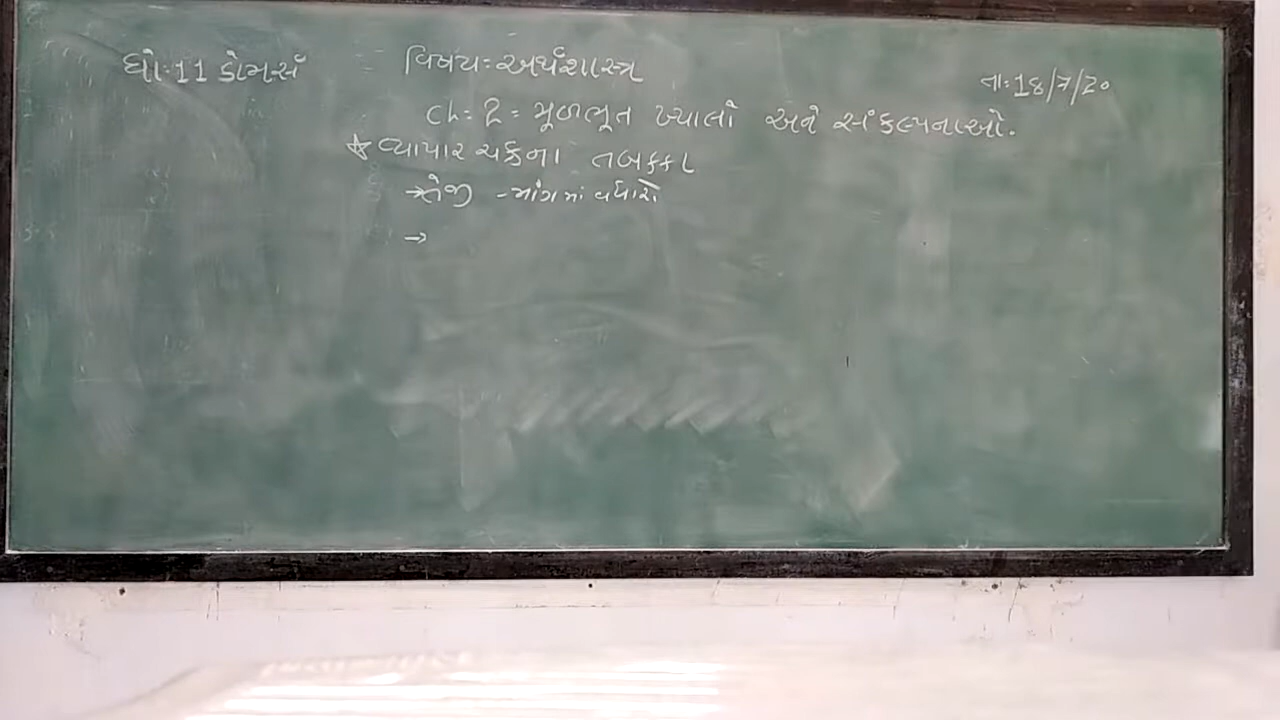 ધો:11 કોમર્સ વિષય:અર્થશાસ્ત્ર તા:18/7/20
ch: 2 = મૂળભૂત ખ્યાલો અને સંકલ્પનાઓ.
☆ વ્યાપાર ચક્રના તબક્કા
→તેજી - માંગમાં વધારો
→